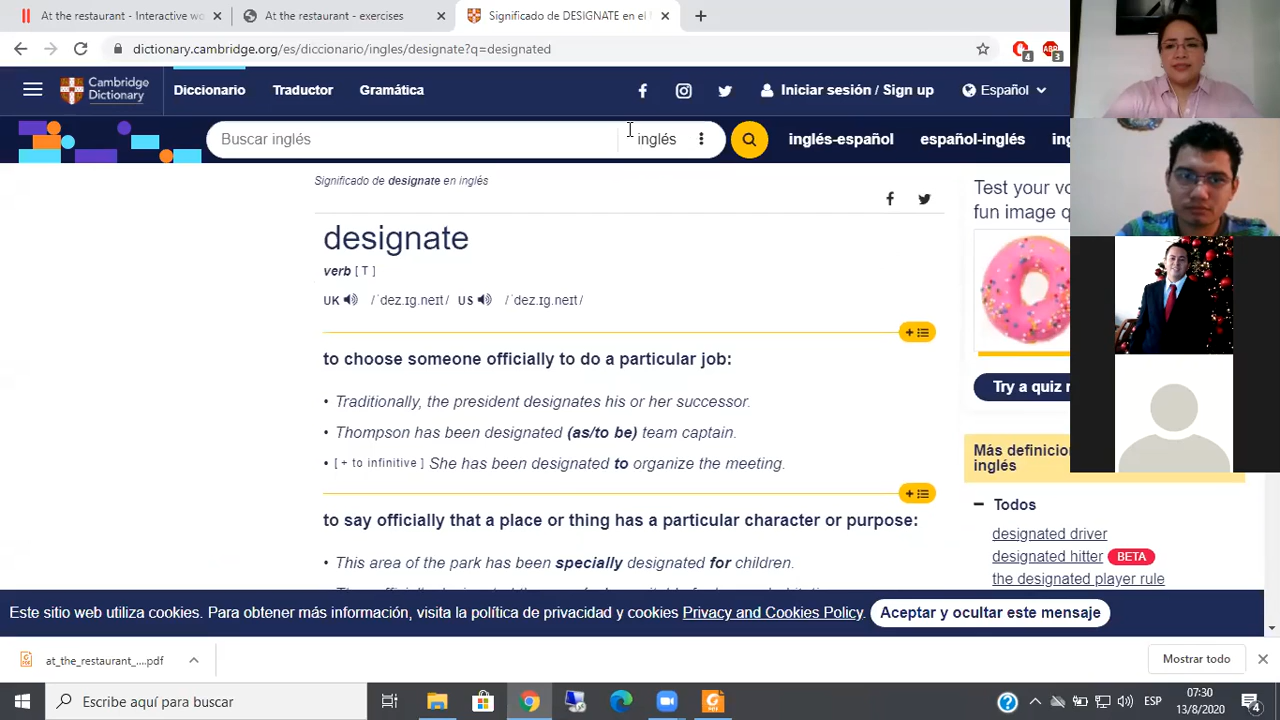 At the restaurant - Interactive wo
At the restaurant - exercises
Significado de DESIGNATE en el
dictionary.cambridge.org/es/diccionario/ingles/designate?q=designated
4
ABP
3
Cambridge
Dictionary
Diccionario
Traductor
Gramática
Iniciar sesión / Sign up
Español
Buscar inglés
inglés
inglés-español
español-inglés
Significado de designate en inglés
designate
verb [ T ]
UK /ˈdez.ɪɡ.neɪt/ US /ˈdez.ɪɡ.neɪt/
to choose someone officially to do a particular job:
• Traditionally, the president designates his or her successor.
• Thompson has been designated (as/to be) team captain.
• [ + to infinitive ] She has been designated to organize the meeting.
to say officially that a place or thing has a particular character or purpose:
• This area of the park has been specially designated for children.
Test your vo
fun image q
Try a quiz
Más definicio
inglés
Todos
designated driver
designated hitter BETA
the designated player rule
Este sitio web utiliza cookies. Para obtener más información, visita la política de privacidad y cookies Privacy and Cookies Policy.
Aceptar y ocultar este mensaje
at_the_restaurant_....pdf
Mostrar todo
Escribe aquí para buscar
ESP
07:30
13/8/2020
4